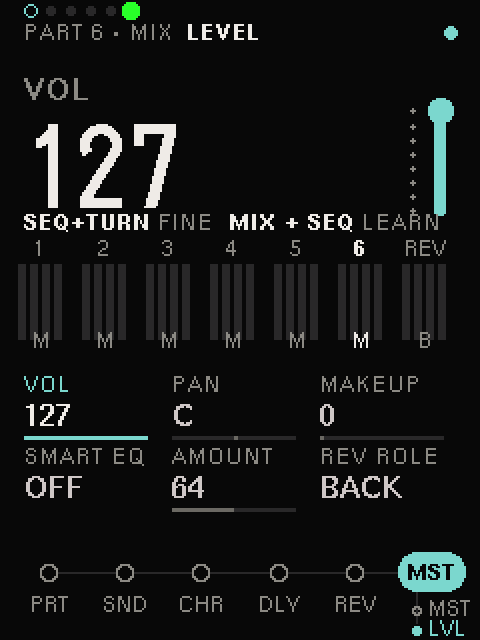 PART 6 · MIX LEVEL
VOL
127
SEQ+TURN FINE MIX + SEQ LEARN
1 2 3 4 5 6 REV
M M M M M M B
VOL PAN MAKEUP
127 C 0
SMART EQ AMOUNT REV ROLE
OFF 64 BACK
MST
PRT SND CHR DLY REV MST
LVL